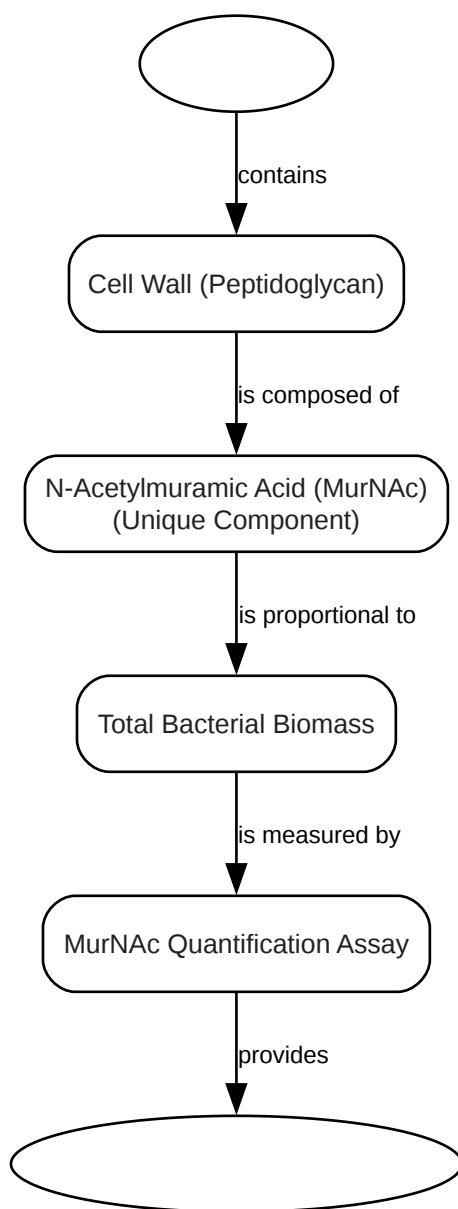 contains
Cell Wall (Peptidoglycan)
is composed of
N-Acetylmuramic Acid (MurNAc)
(Unique Component)
is proportional to
Total Bacterial Biomass
is measured by
MurNAc Quantification Assay
provides